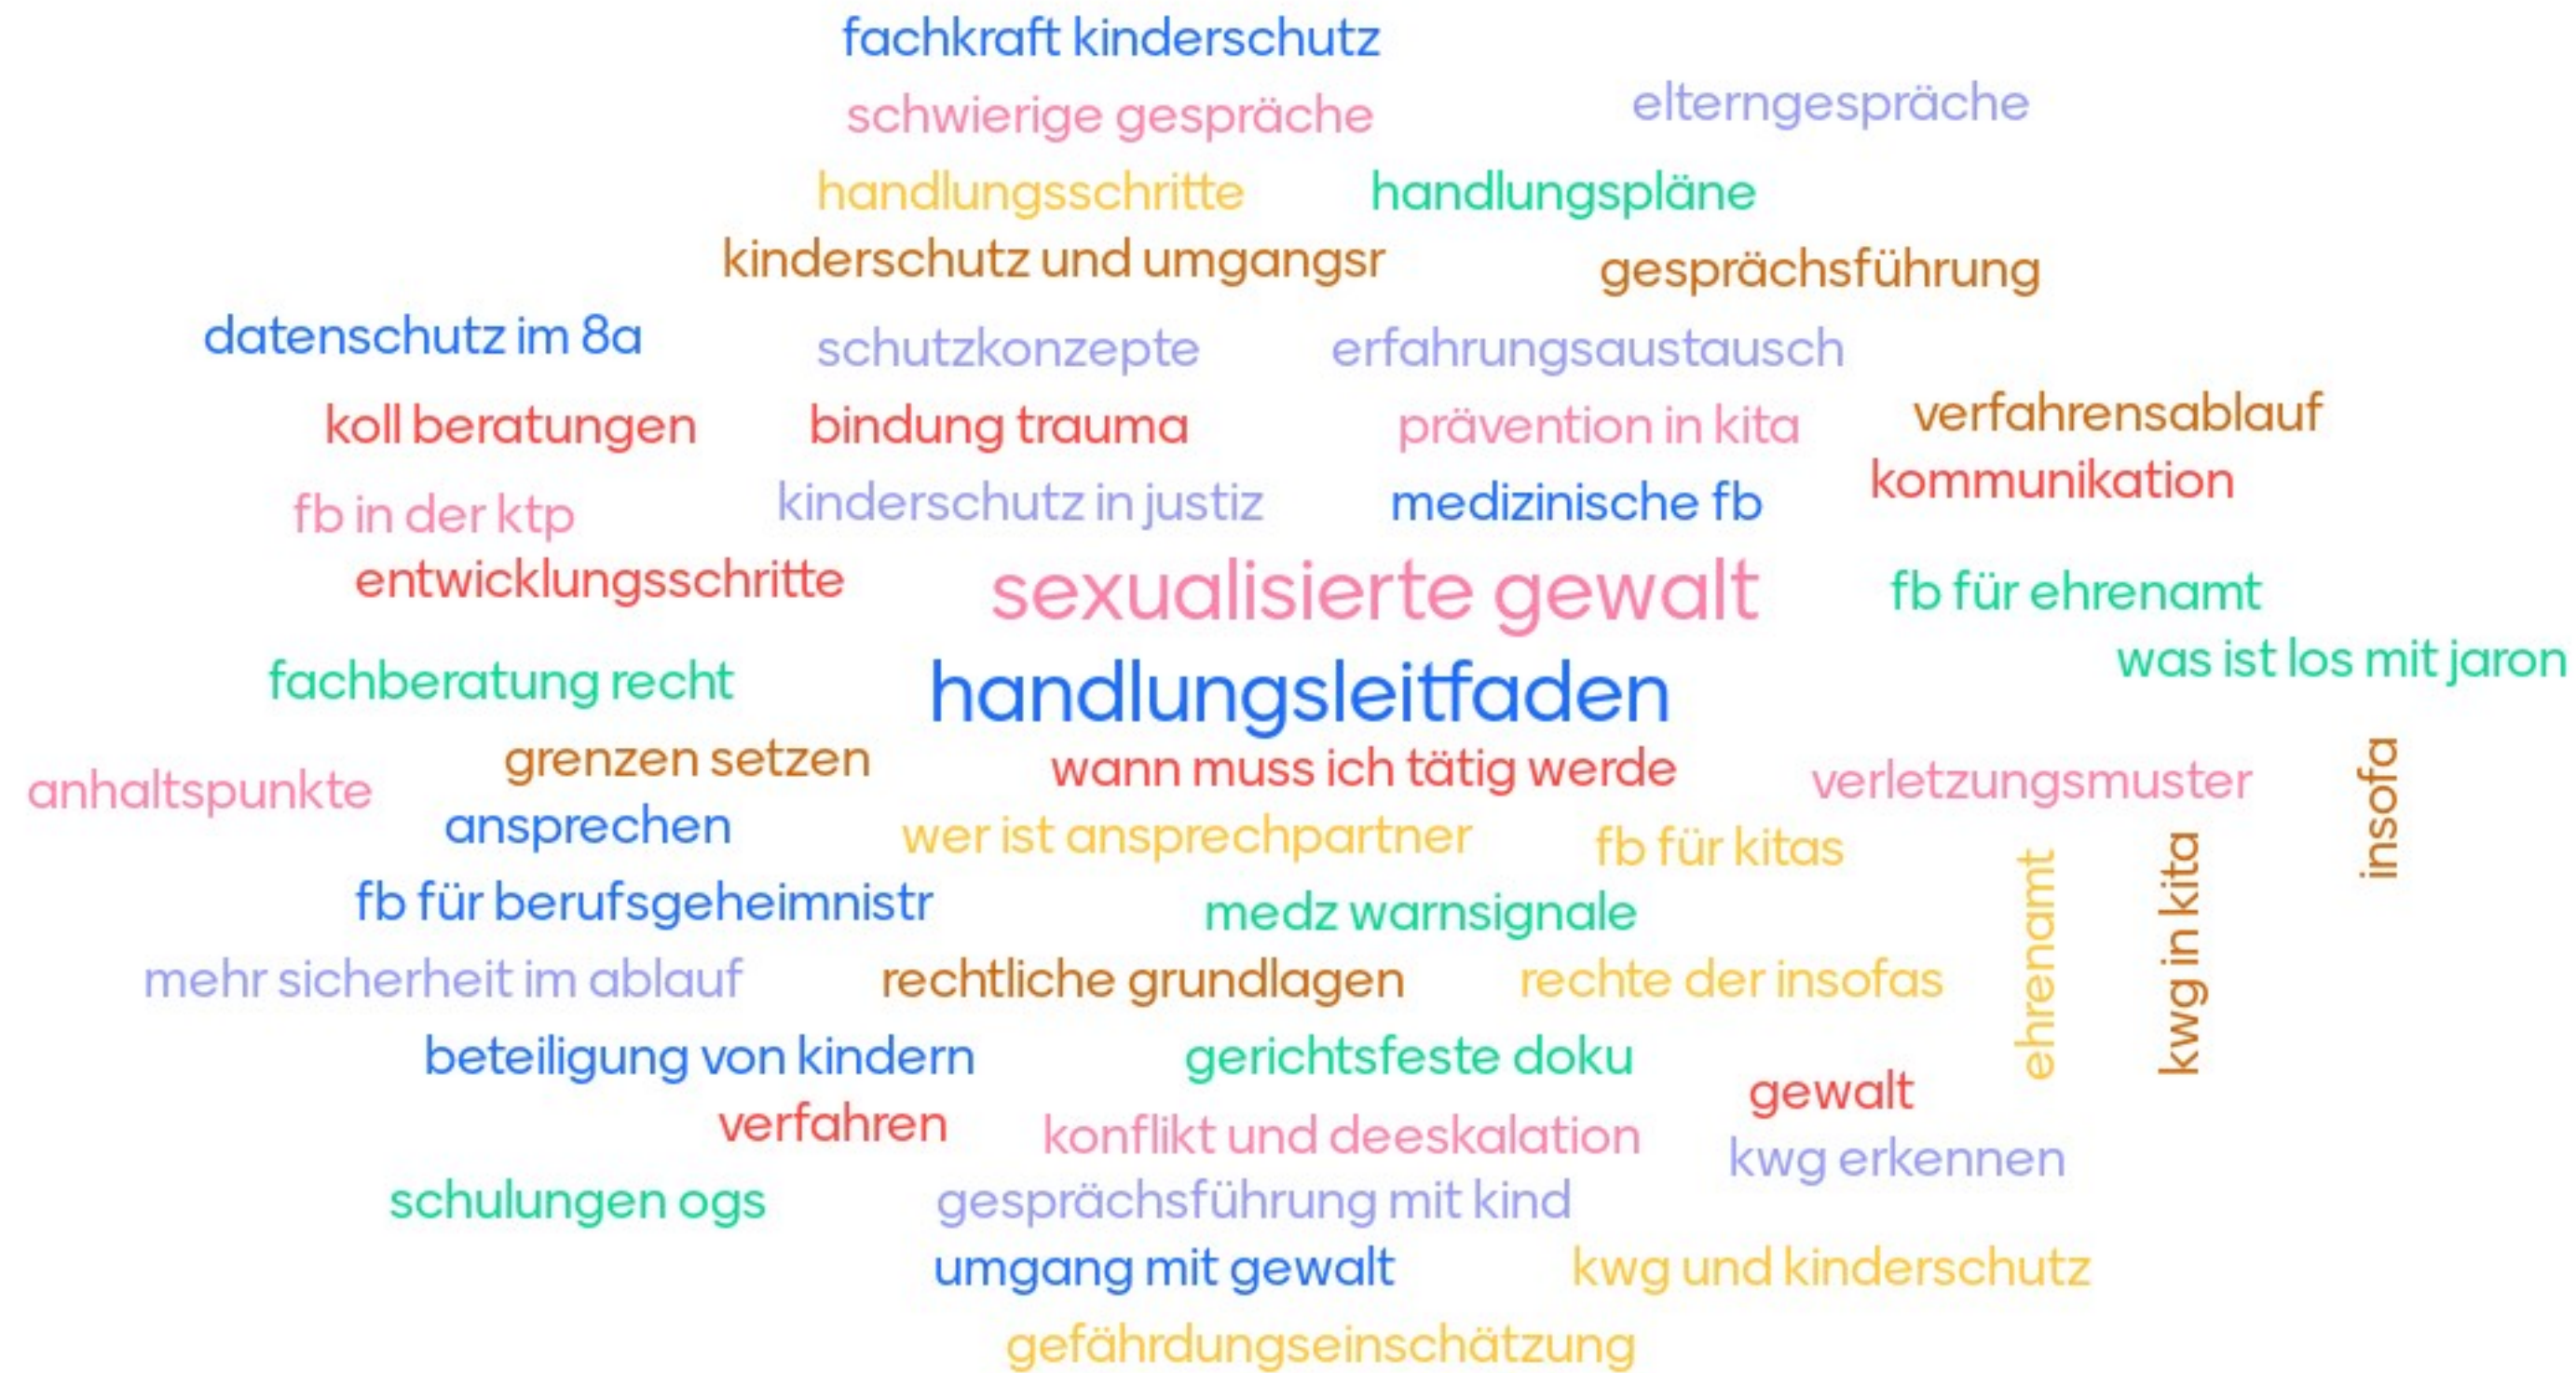 fachkraft kinderschutz
schwierige gespräche
elterngespräche
handlungsschritte
handlungspläne
kinderschutz und umgangsr
gesprächsführung
datenschutz im 8a
schutzkonzepte
erfahrungsaustausch
koll beratungen
bindung trauma
prävention in kita
verfahrensablauf
fb in der ktp
kinderschutz in justiz
medizinische fb
kommunikation
entwicklungsschritte
sexualisierte gewalt
fb für ehrenamt
was ist los mit jaron
fachberatung recht
handlungsleitfaden
anhaltspunkte
grenzen setzen
wann muss ich tätig werde
verletzungsmuster
insofa
ansprechen
wer ist ansprechpartner
fb für kitas
ehrenamt
kwg in kita
fb für berufsgeheimnistr
medz warnsignale
mehr sicherheit im ablauf
rechtliche grundlagen
rechte der insofas
beteiligung von kindern
gerichtsfeste doku
gewalt
verfahren
konflikt und deeskalation
kwg erkennen
schulungen ogs
gesprächsführung mit kind
umgang mit gewalt
kwg und kinderschutz
gefährdungseinschätzung